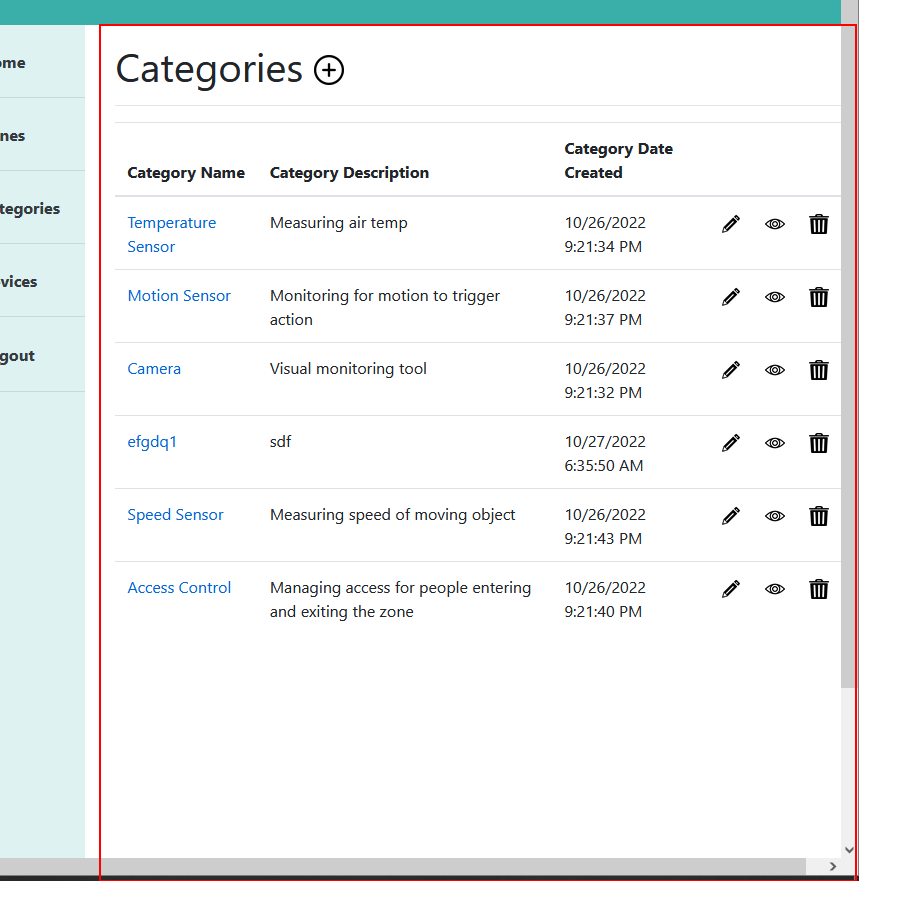 ome
nes
tegories
vices
gout
Categories
Category Name Category Description Category Date
Created
Temperature
Sensor
Measuring air temp
10/26/2022
9:21:34 PM
Motion Sensor
Monitoring for motion to trigger
action
10/26/2022
9:21:37 PM
Camera
Visual monitoring tool
10/26/2022
9:21:32 PM
efgdq1
sdf
10/27/2022
6:35:50 AM
Speed Sensor
Measuring speed of moving object
10/26/2022
9:21:43 PM
Access Control
Managing access for people entering
and exiting the zone
10/26/2022
9:21:40 PM